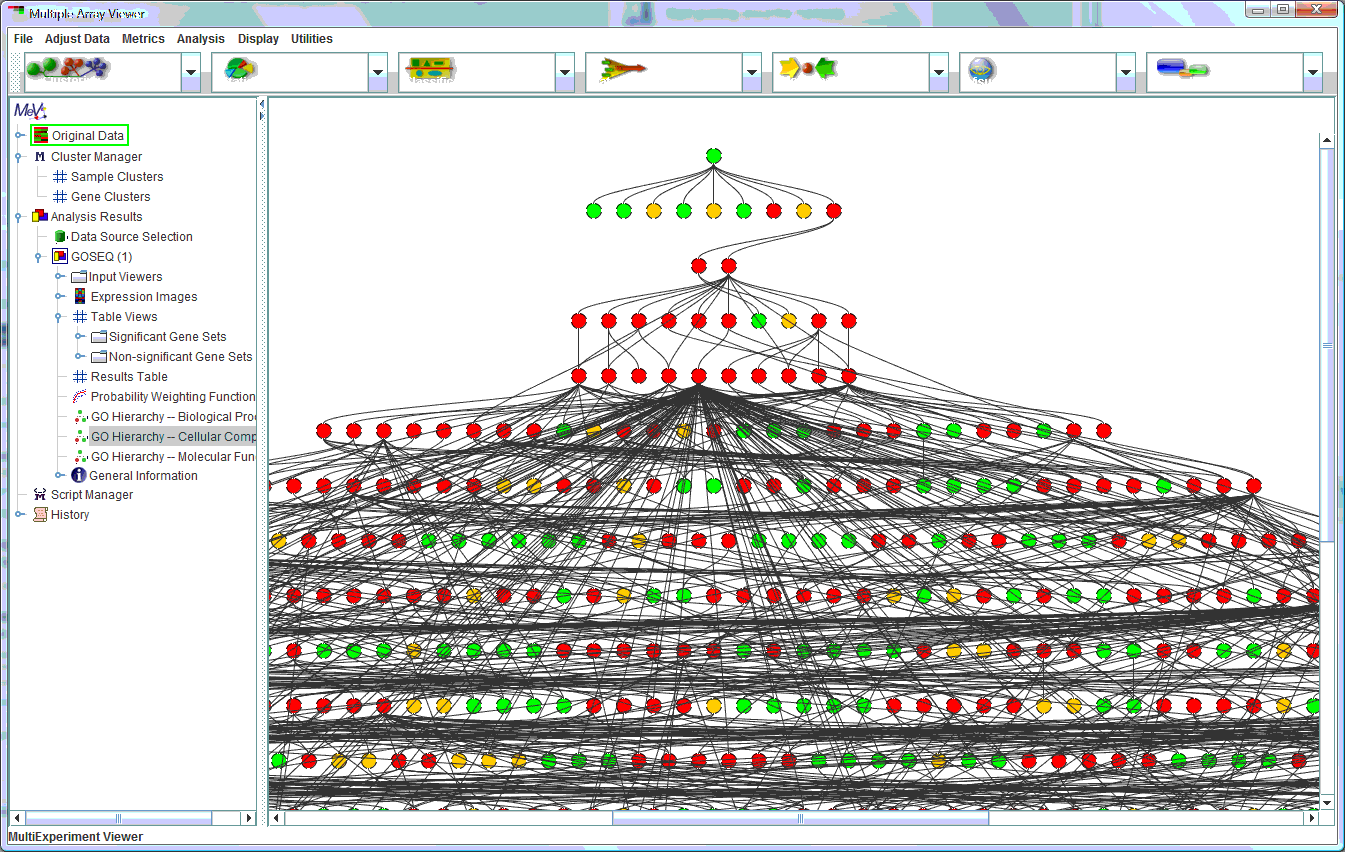 Multiple Array Viewer
File Adjust Data Metrics Analysis Display Utilities
MeV
Original Data
M Cluster Manager
Sample Clusters
Gene Clusters
Analysis Results
Data Source Selection
GOSEQ (1)
Input Viewers
Expression Images
Table Views
Significant Gene Sets
Non-significant Gene Sets
Results Table
Probability Weighting Function
GO Hierarchy -- Biological Pro
GO Hierarchy -- Cellular Comp
GO Hierarchy -- Molecular Fun
i General Information
Script Manager
History
MultiExperiment Viewer